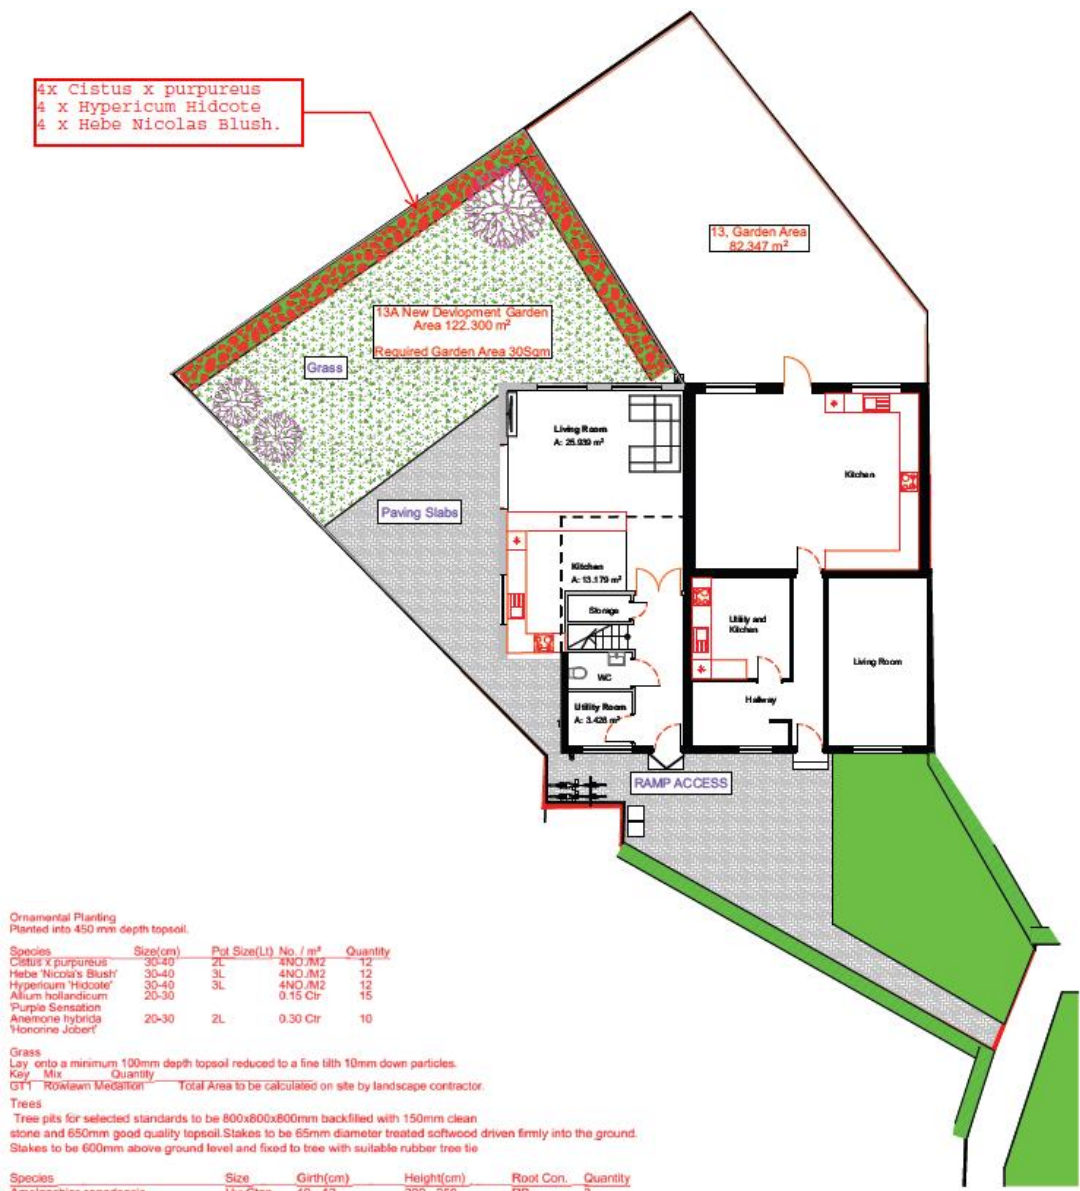 4x Cistus x purpureus
4 x Hypericum Hidcote
4 x Hebe Nicolas Blush.
13, Garden Area
82.347 m²
13A New Devlopment Garden
Area 122.300 m²
Required Garden Area 30Sqm
Grass
Living Room
A: 25.939 m²
Kitchen
Paving Slabs
Kitchen
A: 13.179 m²
Storage
Utility and
Kitchen
Living Room
WC
Hallway
Utility Room
A: 3.428 m²
RAMP ACCESS
Ornamental Planting
Planted into 450 mm depth topsoil.
Species Size(cm) Pot Size(Lt) No. / m² Quantity
Cistus x purpureus 30-40 2L 4NO./M2 12
Hebe 'Nicola's Blush' 30-40 3L 4NO./M2 12
Hypericum 'Hidcote' 30-40 3L 4NO./M2 12
Allium hollandicum 20-30 0.15 Ctr 15
'Purple Sensation
Anemone hybrida 20-30 2L 0.30 Ctr 10
'Honorine Jobert'
Grass
Lay onto a minimum 100mm depth topsoil reduced to a fine tilth 10mm down particles.
Key Mix Quantity
GT1 Rowlawn Medallion Total Area to be calculated on site by landscape contractor.
Trees
Tree pits for selected standards to be 800x800x800mm backfilled with 150mm clean
stone and 650mm good quality topsoil.Stakes to be 65mm diameter treated softwood driven firmly into the ground.
Stakes to be 600mm above ground level and fixed to tree with suitable rubber tree tie
Species Size Girth(cm) Height(cm) Root Con. Quantity